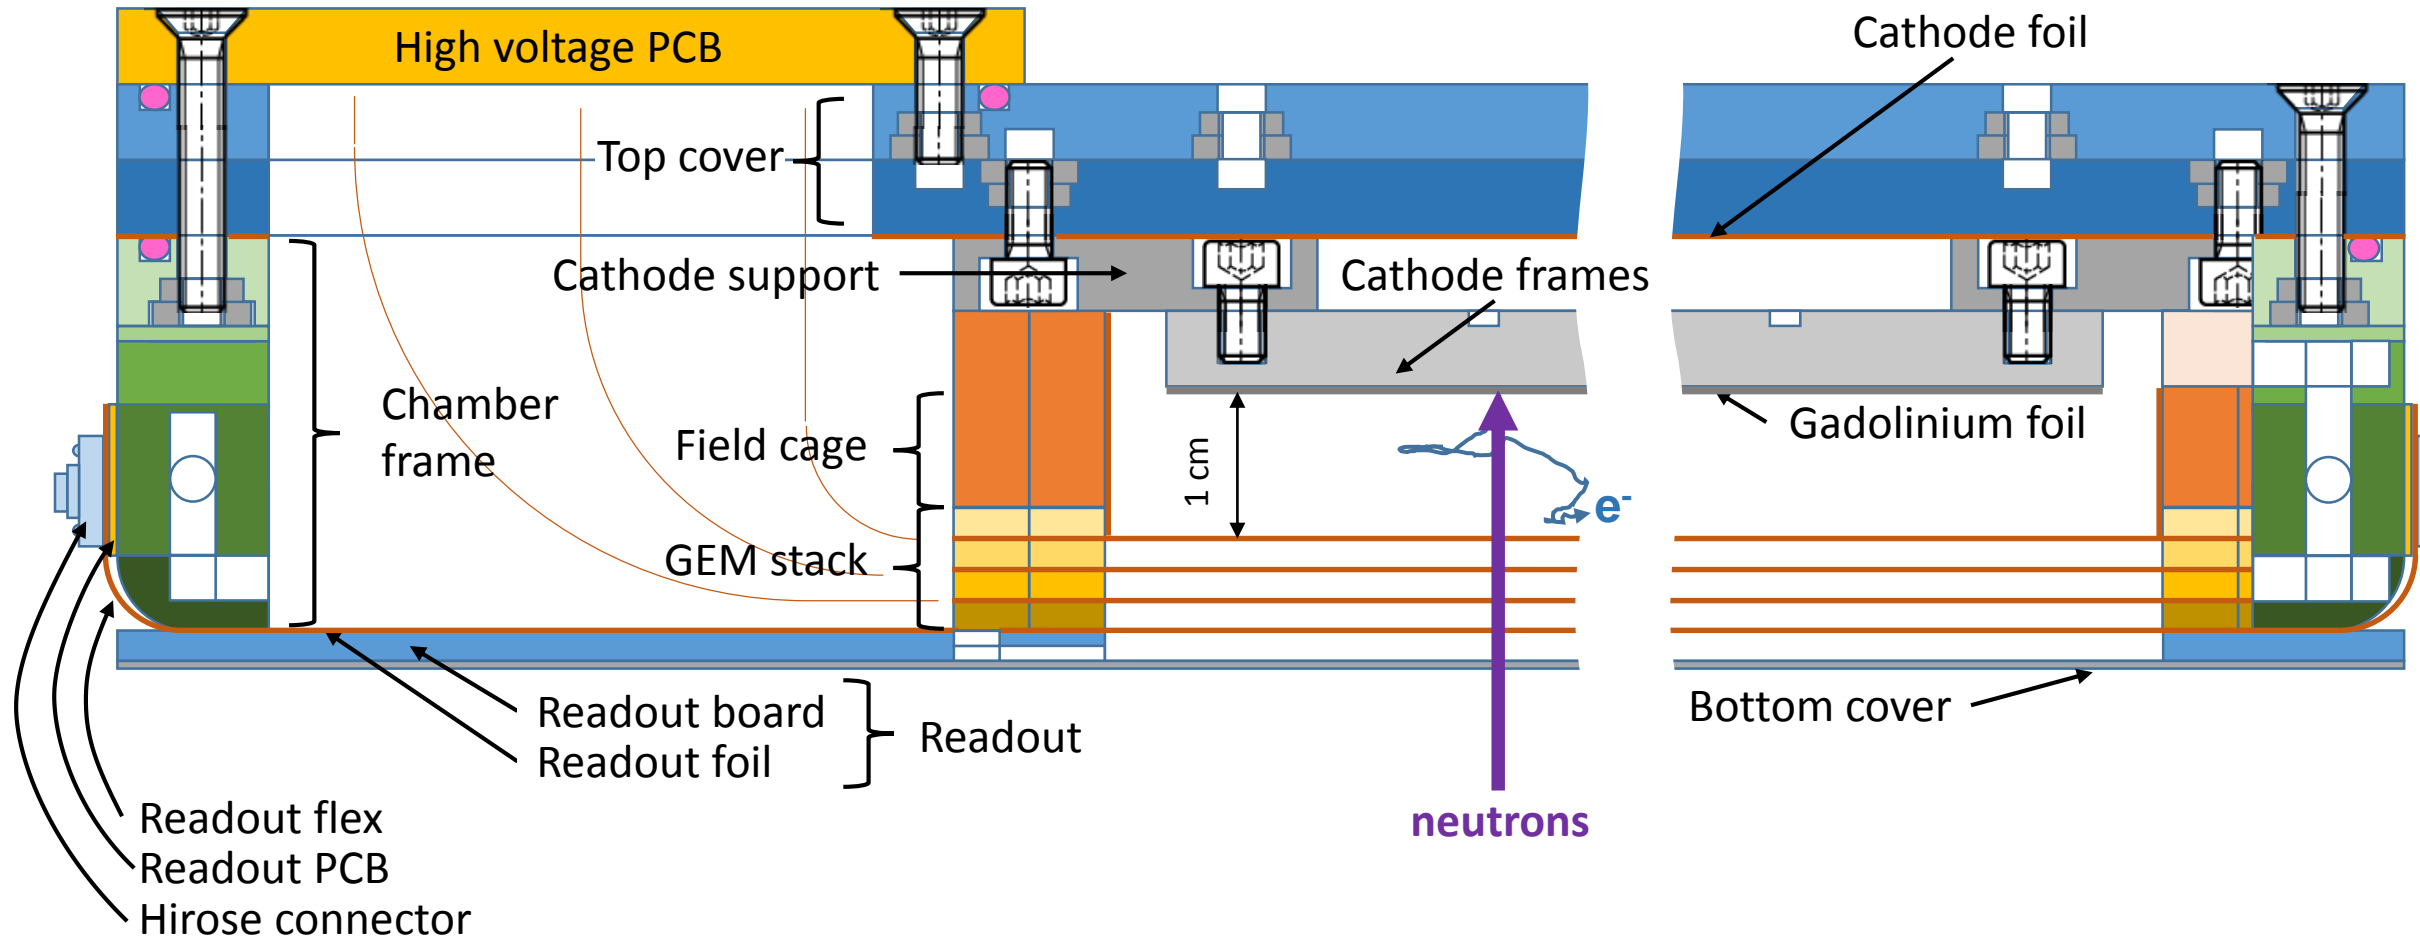 High voltage PCB
Cathode foil
Top cover
Cathode support
Cathode frames
Chamber
frame
Field cage
1 cm
Gadolinium foil
e-
GEM stack
Readout board
Readout foil
Readout
Bottom cover
neutrons
Readout flex
Readout PCB
Hirose connector